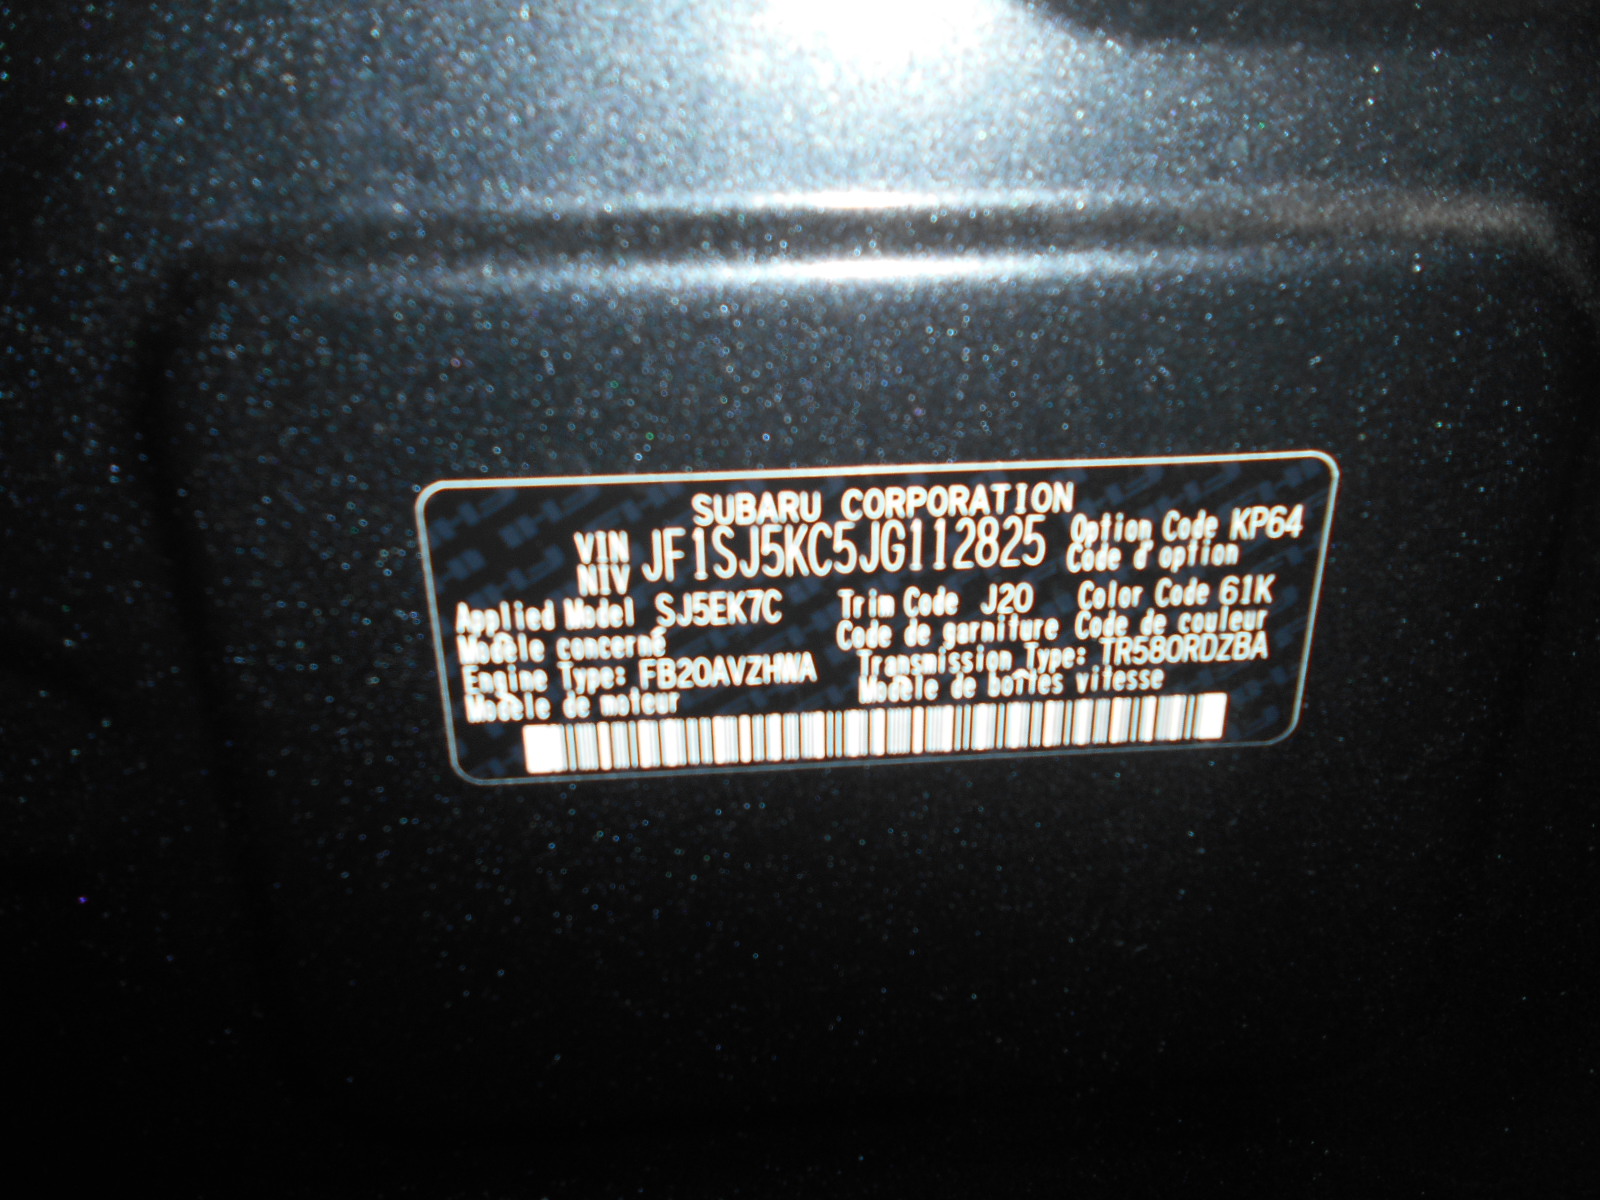 SUBARU CORPORATION
VIN JF1SJ5KC5JG112825 Option Code KP64
NIV Code d'option
Applied Model SJ5EK7C Trim Code J20 Color Code 61K
Modèle concerné Code de garniture Code de couleur
Engine Type: FB20AVZHWA Transmission Type: TR580RDZBA
Modèle de moteur Modèle de boîtes vitesse